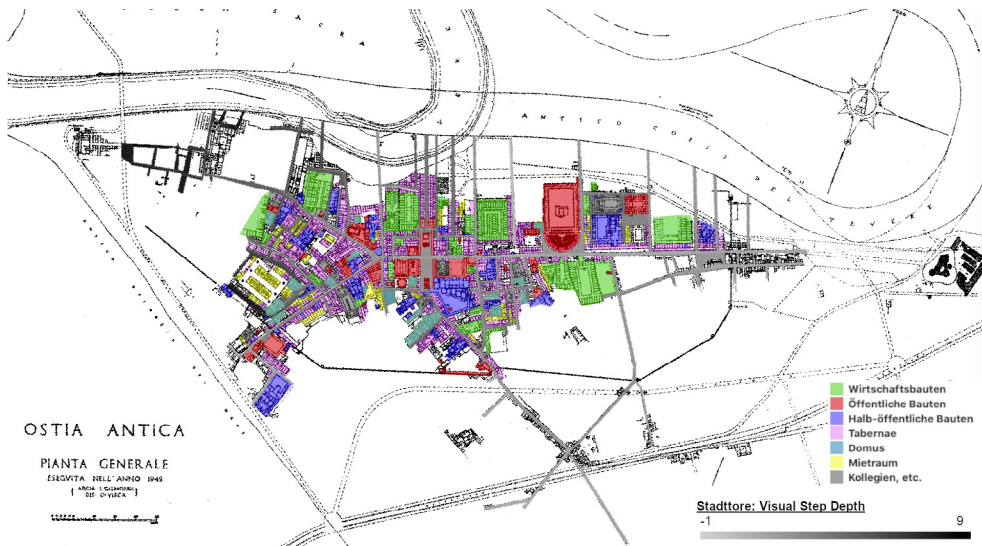 SACRA
ANTICO CORSO DEL TEVERE
OSTIA ANTICA
PIANTA GENERALE
ESEGUITA NELL'ANNO 1949
Wirtschaftsbauten
Öffentliche Bauten
Halb-öffentliche Bauten
Tabernae
Domus
Mietraum
Kollegien, etc.
Stadttore: Visual Step Depth
-1 9